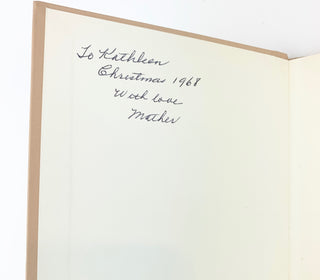 To Kathleen
Christmas 1968
With love
Mother